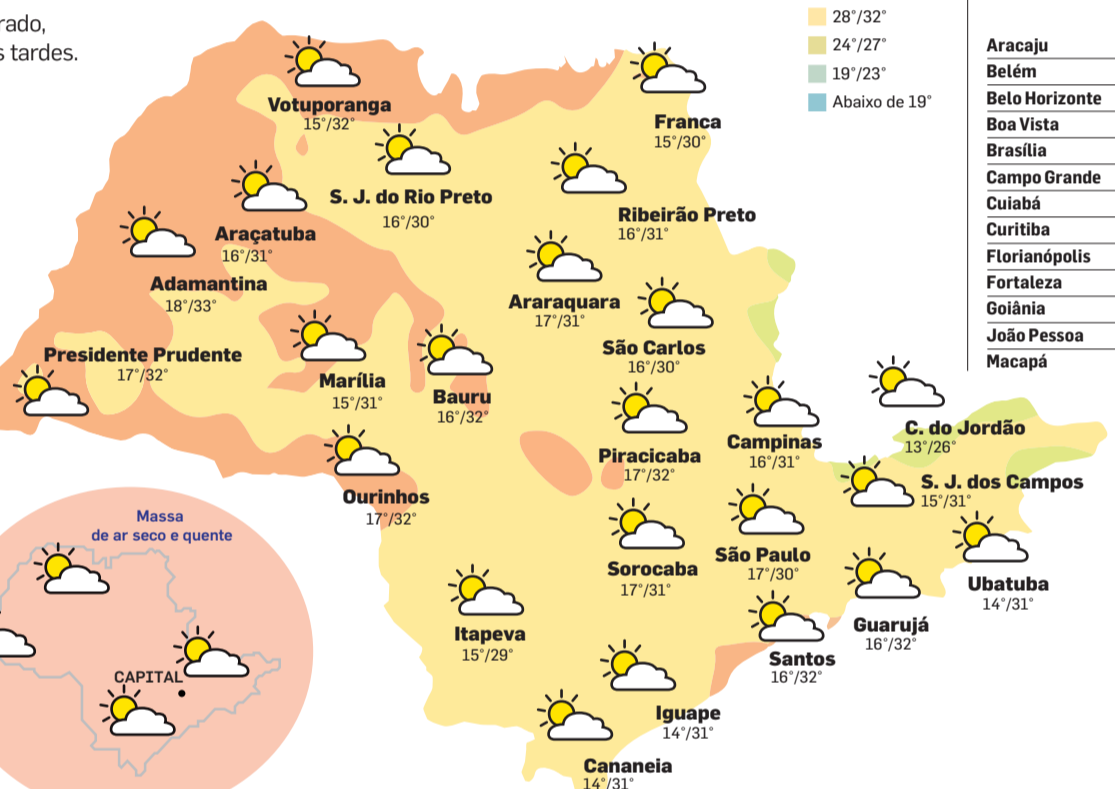 rado,
s tardes.
28°/32°
24°/27°
19°/23°
Abaixo de 19°
Aracaju
Belém
Belo Horizonte
Boa Vista
Brasília
Campo Grande
Cuiabá
Curitiba
Florianópolis
Fortaleza
Goiânia
João Pessoa
Macapá
Votuporanga
15°/32°
Franca
15°/30°
S. J. do Rio Preto
16°/30°
Ribeirão Preto
16°/31°
Araçatuba
16°/31°
Adamantina
18°/33°
Araraquara
17°/31°
São Carlos
16°/30°
Presidente Prudente
17°/32°
Marília
15°/31°
Bauru
16°/32°
Campinas
16°/31°
C. do Jordão
13°/26°
Piracicaba
17°/32°
S. J. dos Campos
15°/31°
Ourinhos
17°/32°
São Paulo
17°/30°
Sorocaba
17°/31°
Ubatuba
14°/31°
Guarujá
16°/32°
Itapeva
15°/29°
Santos
16°/32°
Iguape
14°/31°
Cananeia
14°/31°
Massa
de ar seco e quente
CAPITAL